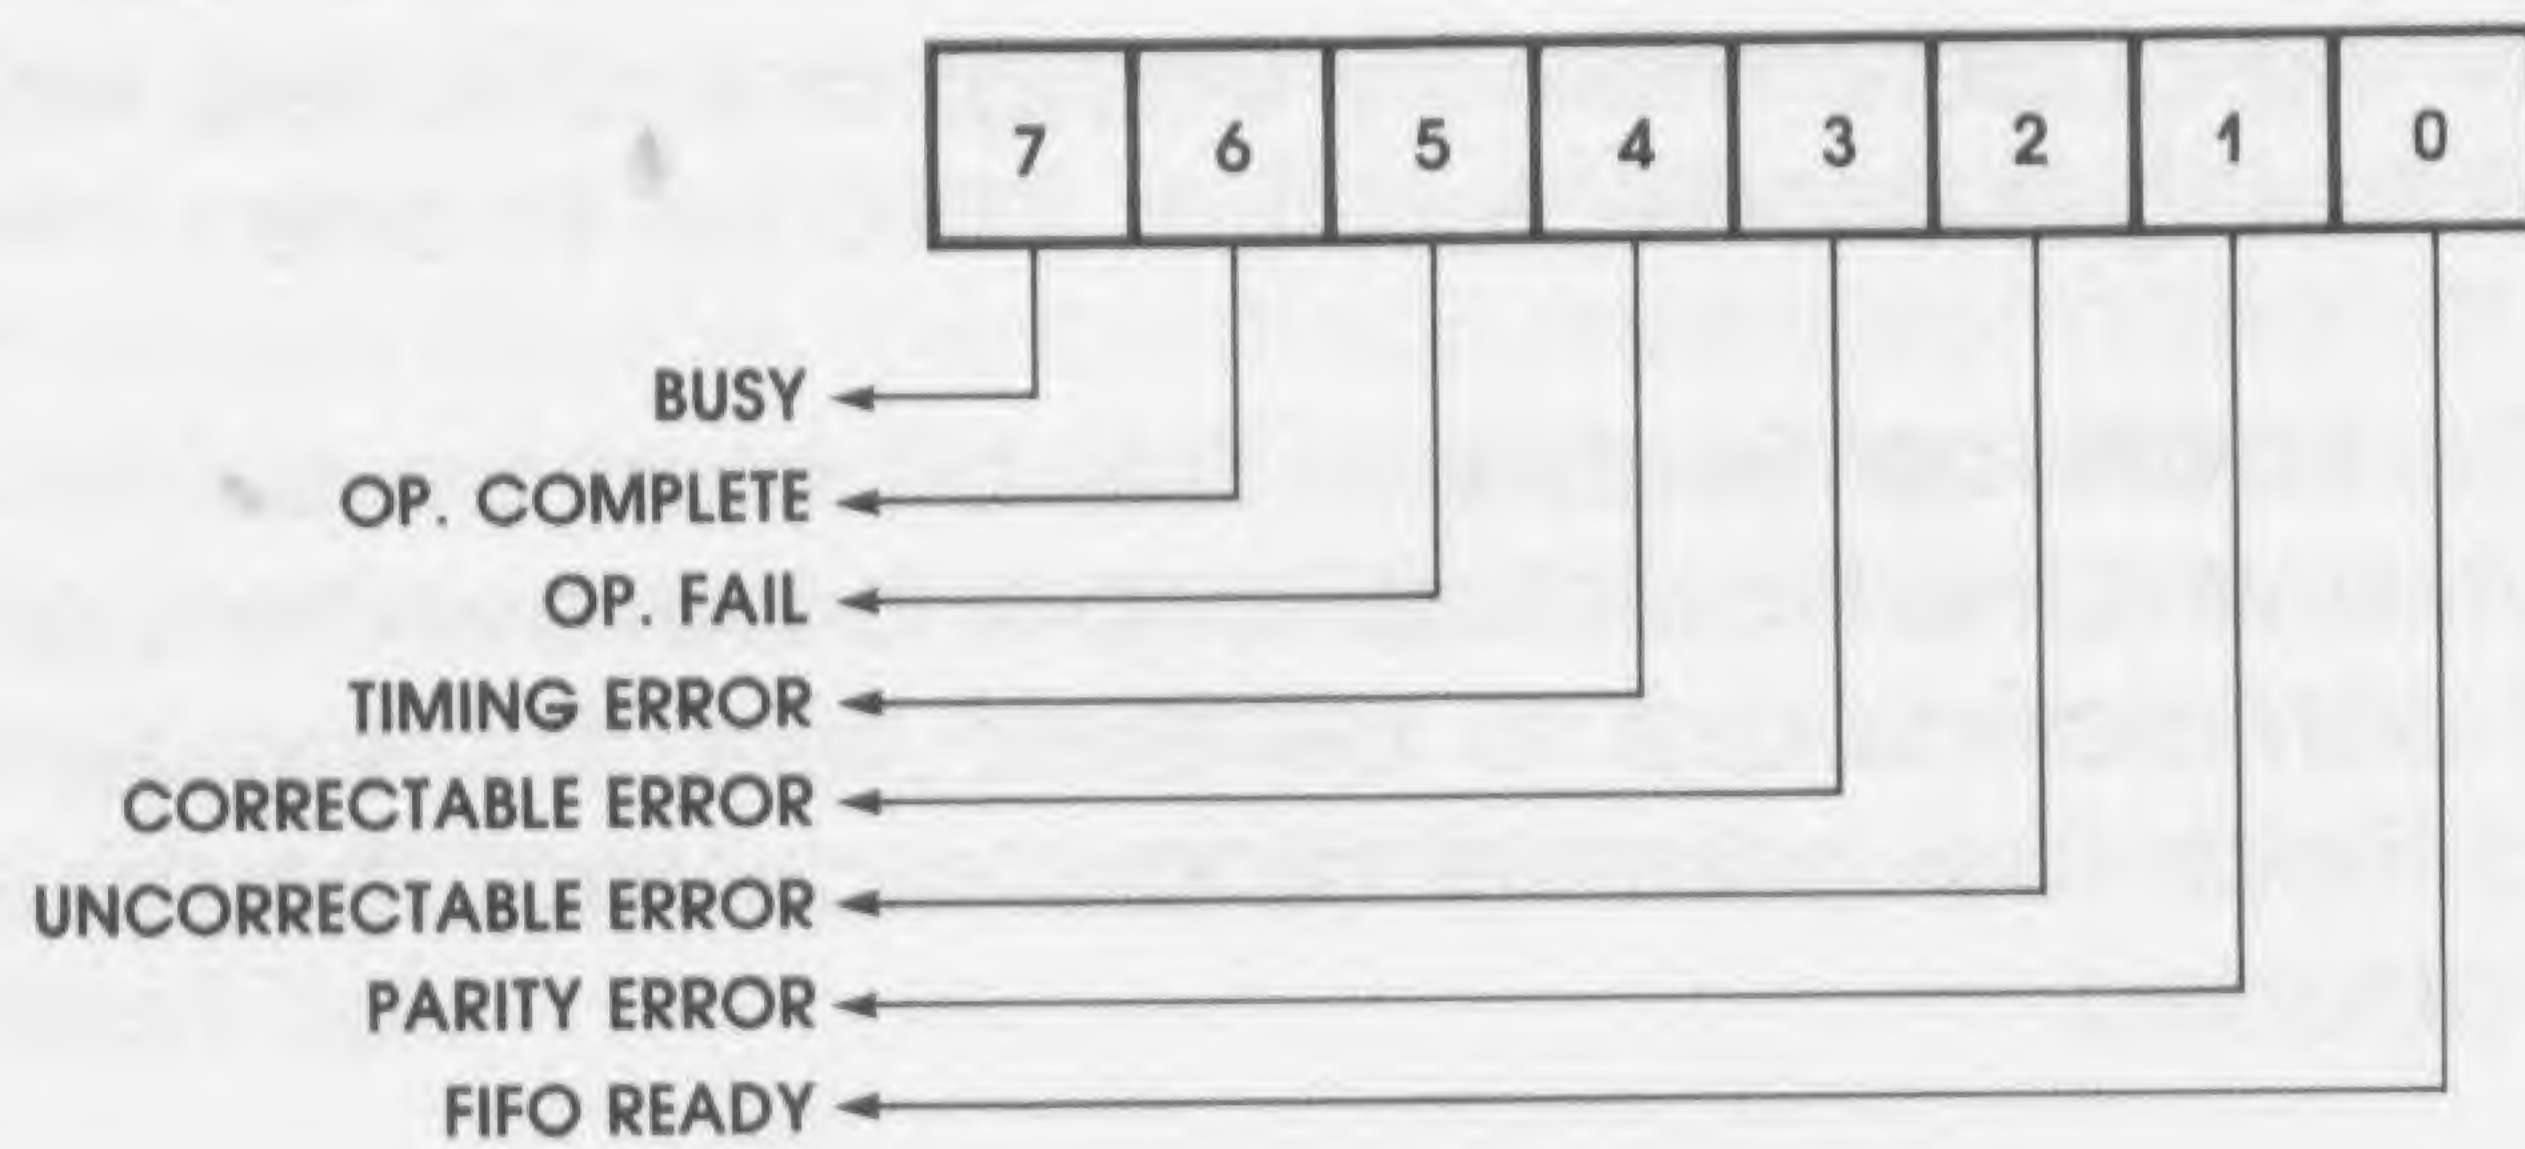 7 6 5 4 3 2 1 0
BUSY
OP. COMPLETE
OP. FAIL
TIMING ERROR
CORRECTABLE ERROR
UNCORRECTABLE ERROR
PARITY ERROR
FIFO READY